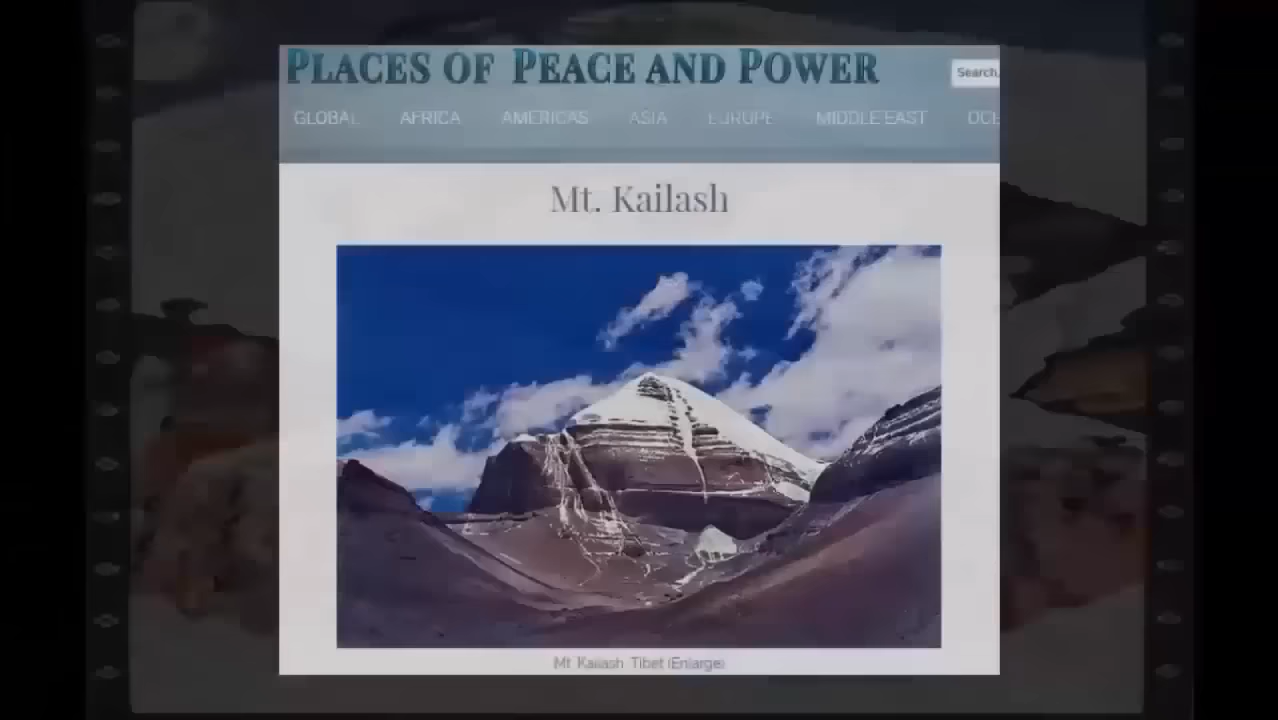 PLACES OF PEACE AND POWER
Search
GLOBAL AFRICA AMERICAS ASIA EUROPE MIDDLE EAST OCE
Mt. Kailash
Mt Kailash Tibet (Enlarge)